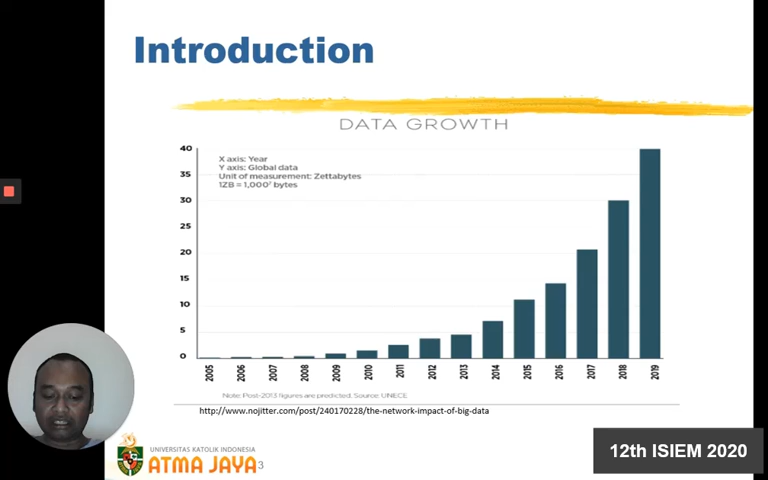 Introduction
DATA GROWTH
X axis: Year
Y axis: Global data
Unit of measurement: Zettabytes
1ZB = 1,000⁷ bytes
40
35
30
25
20
15
10
5
0
2005 2006 2007 2008 2009 2010 2011 2012 2013 2014 2015 2016 2017 2018 2019
Note: Post-2013 figures are predicted. Source: UNECE
http://www.nojitter.com/post/240170228/the-network-impact-of-big-data
UNIVERSITAS KATOLIK INDONESIA
ATMA JAYA 3
12th ISIEM 2020